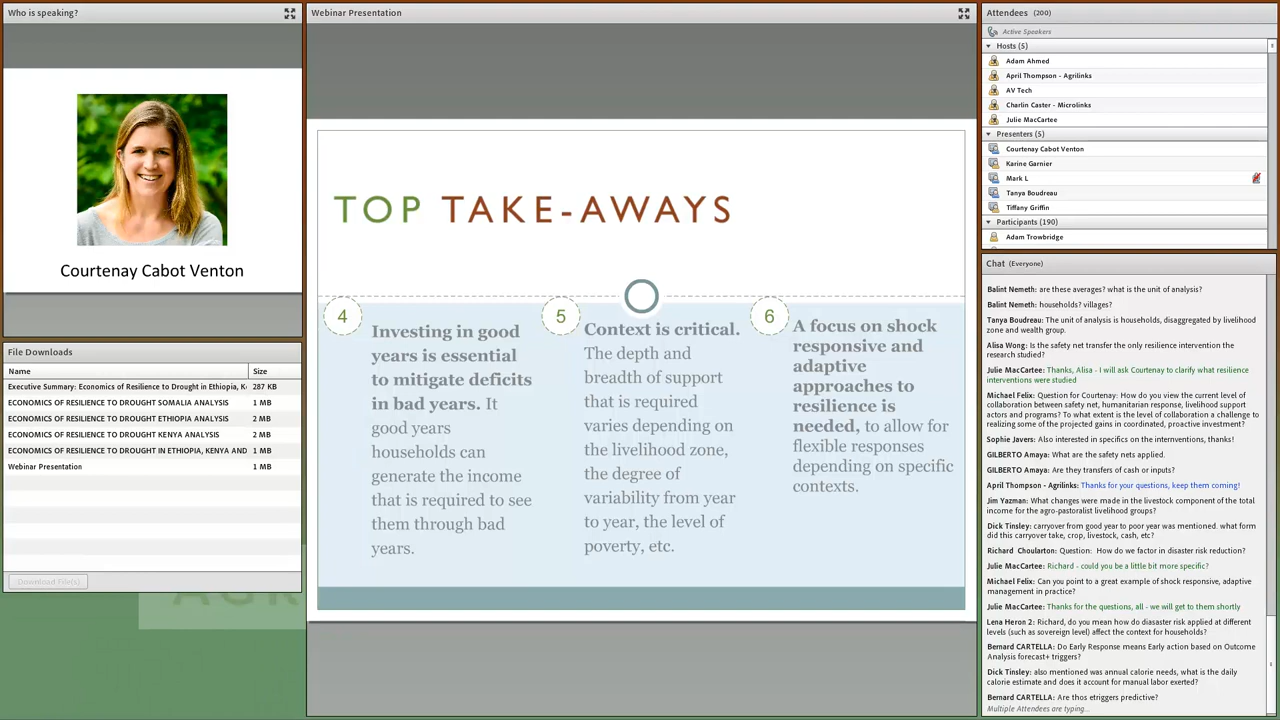 Who is speaking?
Courtenay Cabot Venton
File Downloads
Name Size
Executive Summary: Economics of Resilience to Drought in Ethiopia, K 287 KB
ECONOMICS OF RESILIENCE TO DROUGHT SOMALIA ANALYSIS 1 MB
ECONOMICS OF RESILIENCE TO DROUGHT ETHIOPIA ANALYSIS 2 MB
ECONOMICS OF RESILIENCE TO DROUGHT KENYA ANALYSIS 2 MB
ECONOMICS OF RESILIENCE TO DROUGHT IN ETHIOPIA, KENYA AND 1 MB
Webinar Presentation 1 MB
Download File(s)
AGR
Webinar Presentation
TOP TAKE-AWAYS
4
Investing in good
years is essential
to mitigate deficits
in bad years. It
good years
households can
generate the income
that is required to see
them through bad
years.
5
Context is critical.
The depth and
breadth of support
that is required
varies depending on
the livelihood zone,
the degree of
variability from year
to year, the level of
poverty, etc.
6
A focus on shock
responsive and
adaptive
approaches to
resilience is
needed, to allow for
flexible responses
depending on specific
contexts.
Attendees (200)
Active Speakers
Hosts (5)
Adam Ahmed
April Thompson - Agrilinks
AV Tech
Charlin Caster - Microlinks
Julie MacCartee
Presenters (5)
Courtenay Cabot Venton
Karine Garnier
Mark L
Tanya Boudreau
Tiffany Griffin
Participants (190)
Adam Trowbridge
Chat (Everyone)
Balint Nemeth: are these averages? what is the unit of analysis?
Balint Nemeth: households? villages?
Tanya Boudreau: The unit of analysis is households, disaggregated by livelihood
zone and wealth group.
Alisa Wong: Is the safety net transfer the only resilience intervention the
research studied?
Julie MacCartee: Thanks, Alisa - I will ask Courtenay to clarify what resilience
interventions were studied
Michael Felix: Question for Courtenay: How do you view the current level of
collaboration between safety net, humanitarian response, livelihood support
actors and programs? To what extent is the level of collaboration a challenge to
realizing some of the projected gains in coordinated, proactive investment?
Sophie Javers: Also interested in specifics on the internventions, thanks!
GILBERTO Amaya: What are the safety nets applied.
GILBERTO Amaya: Are they transfers of cash or inputs?
April Thompson - Agrilinks: Thanks for your questions, keep them coming!
Jim Yazman: What changes were made in the livestock component of the total
income for the agro-pastoralist livelihood groups?
Dick Tinsley: carryover from good year to poor year was mentioned. what form
did this carryover take, crop, livestock, cash, etc?
Richard Choularton: Question: How do we factor in disaster risk reduction?
Julie MacCartee: Richard - could you be a little bit more specific?
Michael Felix: Can you point to a great example of shock responsive, adaptive
management in practice?
Julie MacCartee: Thanks for the questions, all - we will get to them shortly
Lena Heron 2: Richard, do you mean how do diasaster risk applied at different
levels (such as sovereign level) affect the context for households?
Bernard CARTELLA: Do Early Response means Early action based on Outcome
Analysis forecast+ triggers?
Dick Tinsley: also mentioned was annual calorie needs, what is the daily
calorie estimate and does it account for manual labor exerted?
Bernard CARTELLA: Are thos etriggers predictive?
Multiple Attendees are typing...